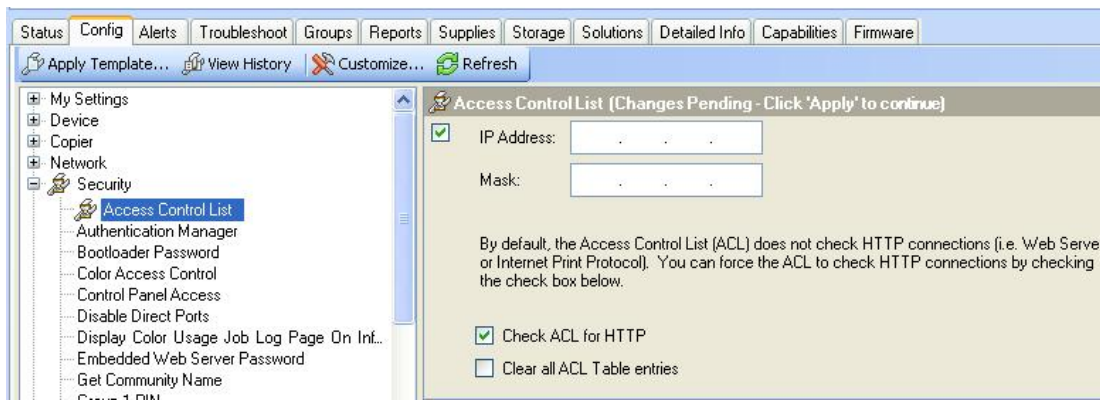 Status Config Alerts Troubleshoot Groups Reports Supplies Storage Solutions Detailed Info Capabilities Firmware
Apply Template... View History Customize... Refresh
My Settings
Device
Copier
Network
Security
Access Control List
Authentication Manager
Bootloader Password
Color Access Control
Control Panel Access
Disable Direct Ports
Display Color Usage Job Log Page On Inf...
Embedded Web Server Password
Get Community Name
Group 1 PIN
Access Control List (Changes Pending - Click 'Apply' to continue)
IP Address:
Mask:
By default, the Access Control List (ACL) does not check HTTP connections (i.e. Web Serve
or Internet Print Protocol). You can force the ACL to check HTTP connections by checking
the check box below.
Check ACL for HTTP
Clear all ACL Table entries